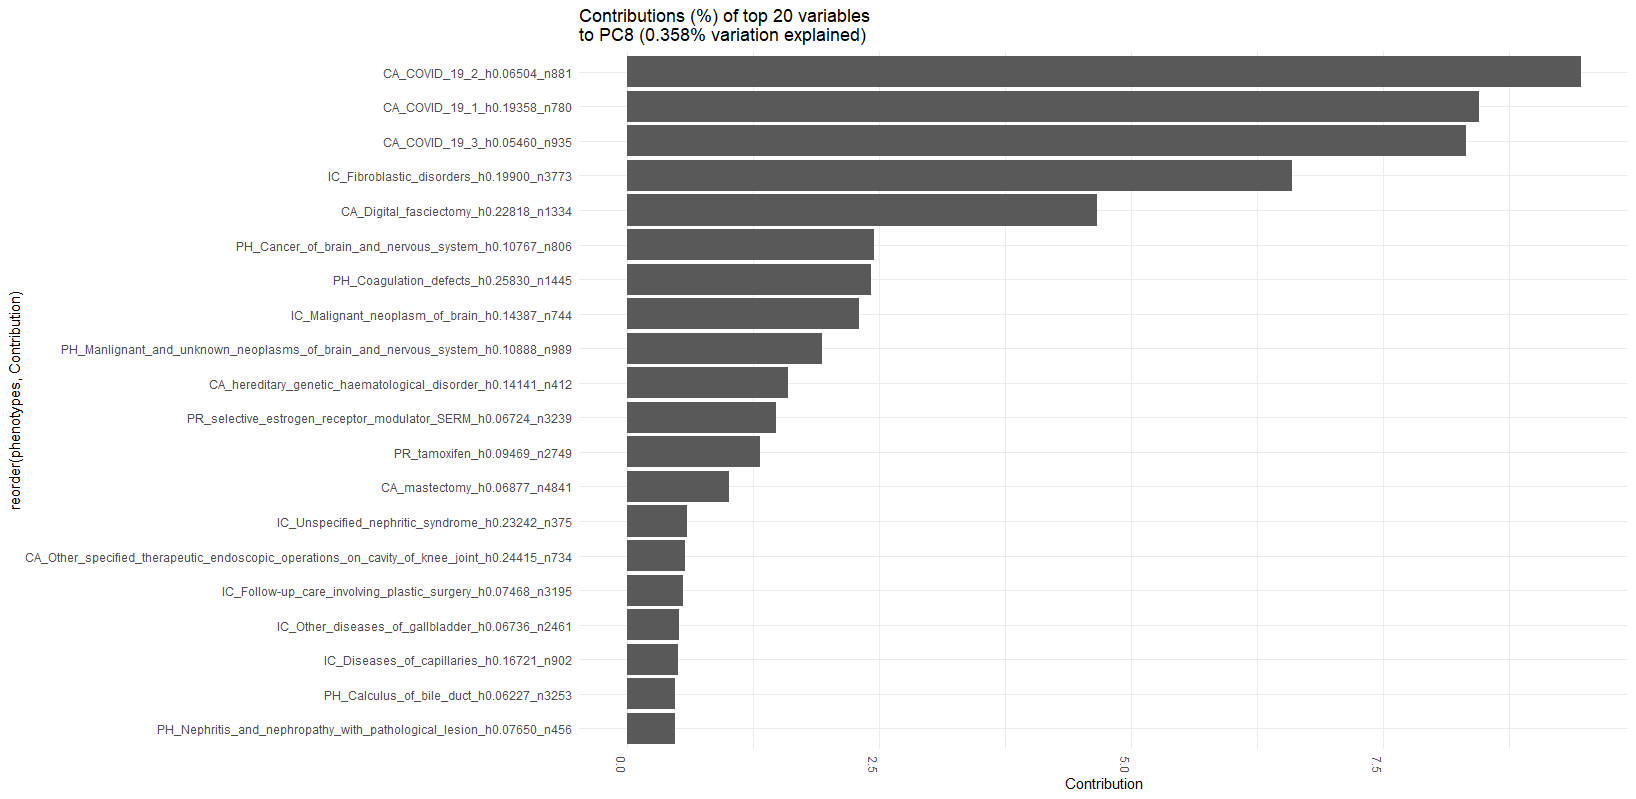 Contributions (%) of top 20 variables
to PC8 (0.358% variation explained)
CA_COVID_19_2_h0.06504_n881
CA_COVID_19_1_h0.19358_n780
CA_COVID_19_3_h0.05460_n935
IC_Fibroblastic_disorders_h0.19900_n3773
CA_Digital_fasciectomy_h0.22818_n1334
PH_Cancer_of_brain_and_nervous_system_h0.10767_n806
PH_Coagulation_defects_h0.25830_n1445
IC_Malignant_neoplasm_of_brain_h0.14387_n744
PH_Manlignant_and_unknown_neoplasms_of_brain_and_nervous_system_h0.10888_n989
CA_hereditary_genetic_haematological_disorder_h0.14141_n412
PR_selective_estrogen_receptor_modulator_SERM_h0.06724_n3239
PR_tamoxifen_h0.09469_n2749
CA_mastectomy_h0.06877_n4841
IC_Unspecified_nephritic_syndrome_h0.23242_n375
CA_Other_specified_therapeutic_endoscopic_operations_on_cavity_of_knee_joint_h0.24415_n734
IC_Follow-up_care_involving_plastic_surgery_h0.07468_n3195
IC_Other_diseases_of_gallbladder_h0.06736_n2461
IC_Diseases_of_capillaries_h0.16721_n902
PH_Calculus_of_bile_duct_h0.06227_n3253
PH_Nephritis_and_nephropathy_with_pathological_lesion_h0.07650_n456
reorder(phenotypes, Contribution)
0.0
2.5
5.0
7.5
Contribution